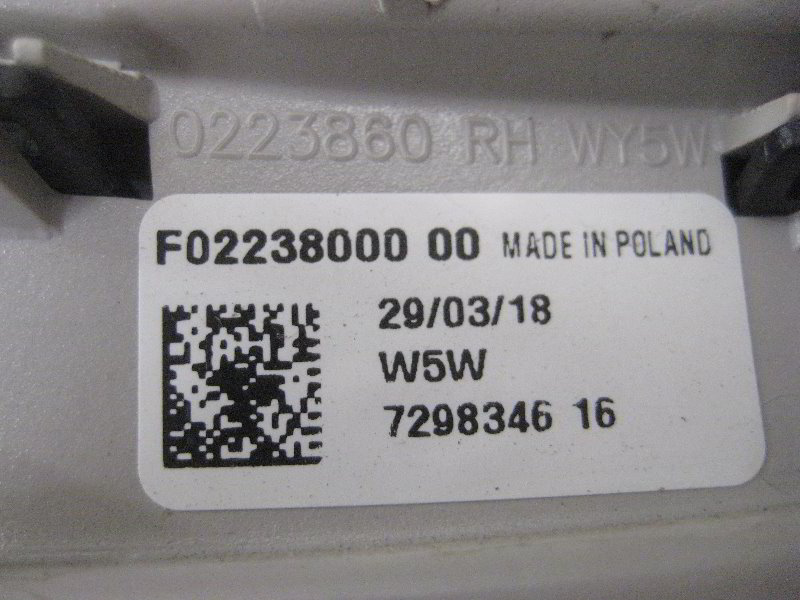 0223860 RH WY5W
F02238000 00 MADE IN POLAND
29/03/18
W5W
7298346 16